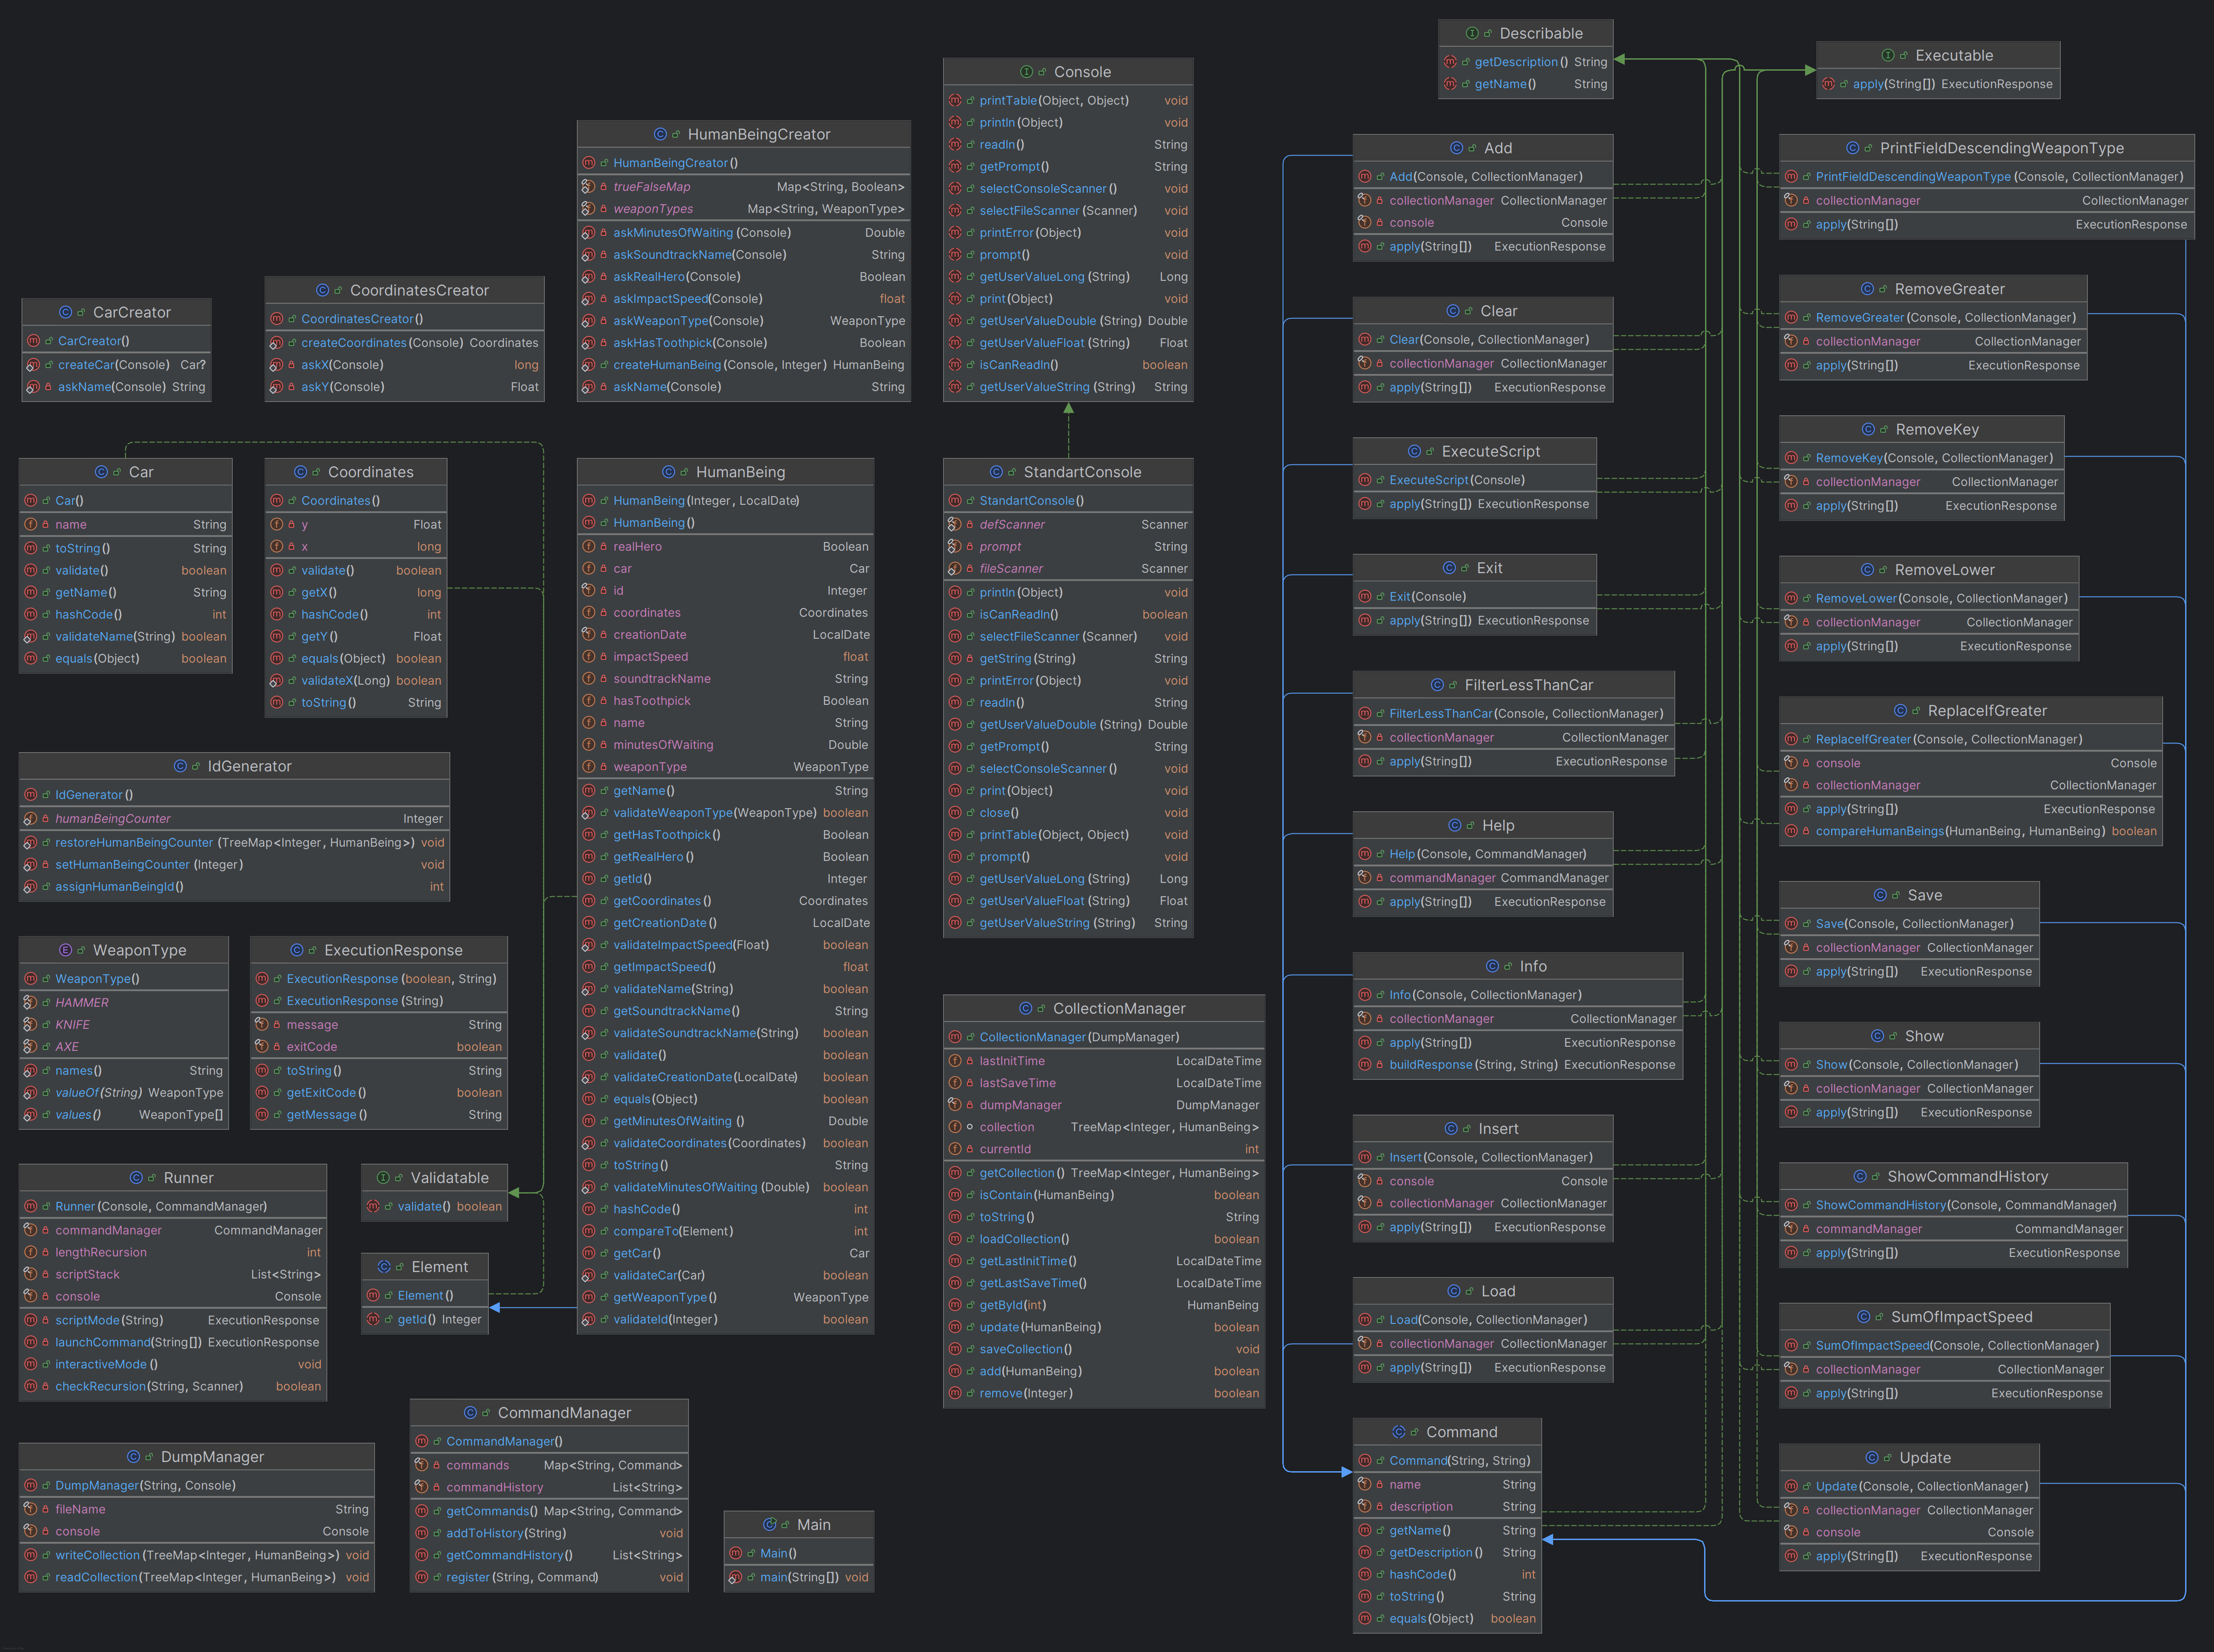 CarCreator
CarCreator()
createCar(Console) Car?
askName(Console) String
CoordinatesCreator
CoordinatesCreator()
createCoordinates(Console) Coordinates
askX(Console) long
askY(Console) Float
HumanBeingCreator
HumanBeingCreator()
trueFalseMap Map<String, Boolean>
weaponTypes Map<String, WeaponType>
askMinutesOfWaiting(Console) Double
askSoundtrackName(Console) String
askRealHero(Console) Boolean
askImpactSpeed(Console) float
askWeaponType(Console) WeaponType
askHasToothpick(Console) Boolean
createHumanBeing(Console, Integer) HumanBeing
askName(Console) String
Console
printTable(Object, Object) void
println(Object) void
readln() String
getPrompt() String
selectConsoleScanner() void
selectFileScanner(Scanner) void
printError(Object) void
prompt() void
getUserValueLong(String) Long
print(Object) void
getUserValueDouble(String) Double
getUserValueFloat(String) Float
isCanReadln() boolean
getUserValueString(String) String
Car
Car()
name String
toString() String
validate() boolean
getName() String
hashCode() int
validateName(String) boolean
equals(Object) boolean
Coordinates
Coordinates()
y Float
x long
validate() boolean
getX() long
hashCode() int
getY() Float
equals(Object) boolean
validateX(Long) boolean
toString() String
HumanBeing
HumanBeing(Integer, LocalDate)
HumanBeing()
realHero Boolean
car Car
id Integer
coordinates Coordinates
creationDate LocalDate
impactSpeed float
soundtrackName String
hasToothpick Boolean
name String
minutesOfWaiting Double
weaponType WeaponType
getName() String
validateWeaponType(WeaponType) boolean
getHasToothpick() Boolean
getRealHero() Boolean
getId() Integer
getCoordinates() Coordinates
getCreationDate() LocalDate
validateImpactSpeed(Float) boolean
getImpactSpeed() float
validateName(String) boolean
getSoundtrackName() String
validateSoundtrackName(String) boolean
validate() boolean
validateCreationDate(LocalDate) boolean
equals(Object) boolean
getMinutesOfWaiting() Double
validateCoordinates(Coordinates) boolean
toString() String
validateMinutesOfWaiting(Double) boolean
hashCode() int
compareTo(Element) int
getCar() Car
validateCar(Car) boolean
getWeaponType() WeaponType
validateId(Integer) boolean
StandartConsole
StandartConsole()
defScanner Scanner
prompt String
fileScanner Scanner
println(Object) void
isCanReadln() boolean
selectFileScanner(Scanner) void
getString(String) String
printError(Object) void
readln() String
getUserValueDouble(String) Double
getPrompt() String
selectConsoleScanner() void
print(Object) void
close() void
printTable(Object, Object) void
prompt() void
getUserValueLong(String) Long
getUserValueFloat(String) Float
getUserValueString(String) String
IdGenerator
IdGenerator()
humanBeingCounter Integer
restoreHumanBeingCounter(TreeMap<Integer, HumanBeing>) void
setHumanBeingCounter(Integer) void
assignHumanBeingId() int
WeaponType
WeaponType()
HAMMER
KNIFE
AXE
names() String
valueOf(String) WeaponType
values() WeaponType[]
ExecutionResponse
ExecutionResponse(boolean, String)
ExecutionResponse(String)
message String
exitCode boolean
toString() String
getExitCode() boolean
getMessage() String
Runner
Runner(Console, CommandManager)
commandManager CommandManager
lengthRecursion int
scriptStack List<String>
console Console
scriptMode(String) ExecutionResponse
launchCommand(String[]) ExecutionResponse
interactiveMode() void
checkRecursion(String, Scanner) boolean
Validatable
validate() boolean
Element
Element()
getId() Integer
CollectionManager
CollectionManager(DumpManager)
lastInitTime LocalDateTime
lastSaveTime LocalDateTime
dumpManager DumpManager
collection TreeMap<Integer, HumanBeing>
currentId int
getCollection() TreeMap<Integer, HumanBeing>
isContain(HumanBeing) boolean
toString() String
loadCollection() boolean
getLastInitTime() LocalDateTime
getLastSaveTime() LocalDateTime
getById(int) HumanBeing
update(HumanBeing) boolean
saveCollection() void
add(HumanBeing) boolean
remove(Integer) boolean
DumpManager
DumpManager(String, Console)
fileName String
console Console
writeCollection(TreeMap<Integer, HumanBeing>) void
readCollection(TreeMap<Integer, HumanBeing>) void
CommandManager
CommandManager()
commands Map<String, Command>
commandHistory List<String>
getCommands() Map<String, Command>
addToHistory(String) void
getCommandHistory() List<String>
register(String, Command) void
Main
Main()
main(String[]) void
Describable
getDescription() String
getName() String
Executable
apply(String[]) ExecutionResponse
Add
Add(Console, CollectionManager)
collectionManager CollectionManager
console Console
apply(String[]) ExecutionResponse
Clear
Clear(Console, CollectionManager)
collectionManager CollectionManager
apply(String[]) ExecutionResponse
ExecuteScript
ExecuteScript(Console)
apply(String[]) ExecutionResponse
Exit
Exit(Console)
apply(String[]) ExecutionResponse
FilterLessThanCar
FilterLessThanCar(Console, CollectionManager)
collectionManager CollectionManager
apply(String[]) ExecutionResponse
Help
Help(Console, CommandManager)
commandManager CommandManager
apply(String[]) ExecutionResponse
Info
Info(Console, CollectionManager)
collectionManager CollectionManager
apply(String[]) ExecutionResponse
buildResponse(String, String) ExecutionResponse
Insert
Insert(Console, CollectionManager)
console Console
collectionManager CollectionManager
apply(String[]) ExecutionResponse
Load
Load(Console, CollectionManager)
collectionManager CollectionManager
apply(String[]) ExecutionResponse
Command
Command(String, String)
name String
description String
getName() String
getDescription() String
hashCode() int
toString() String
equals(Object) boolean
PrintFieldDescendingWeaponType
PrintFieldDescendingWeaponType(Console, CollectionManager)
collectionManager CollectionManager
apply(String[]) ExecutionResponse
RemoveGreater
RemoveGreater(Console, CollectionManager)
collectionManager CollectionManager
apply(String[]) ExecutionResponse
RemoveKey
RemoveKey(Console, CollectionManager)
collectionManager CollectionManager
apply(String[]) ExecutionResponse
RemoveLower
RemoveLower(Console, CollectionManager)
collectionManager CollectionManager
apply(String[]) ExecutionResponse
ReplaceIfGreater
ReplaceIfGreater(Console, CollectionManager)
console Console
collectionManager CollectionManager
apply(String[]) ExecutionResponse
compareHumanBeings(HumanBeing, HumanBeing) boolean
Save
Save(Console, CollectionManager)
collectionManager CollectionManager
apply(String[]) ExecutionResponse
Show
Show(Console, CollectionManager)
collectionManager CollectionManager
apply(String[]) ExecutionResponse
ShowCommandHistory
ShowCommandHistory(Console, CommandManager)
commandManager CommandManager
apply(String[]) ExecutionResponse
SumOfImpactSpeed
SumOfImpactSpeed(Console, CollectionManager)
collectionManager CollectionManager
apply(String[]) ExecutionResponse
Update
Update(Console, CollectionManager)
collectionManager CollectionManager
console Console
apply(String[]) ExecutionResponse